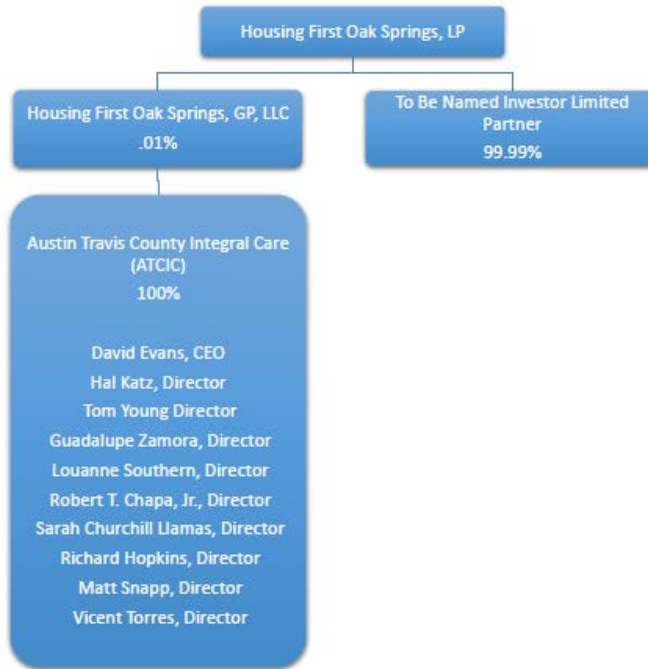 Housing First Oak Springs, LP
Housing First Oak Springs, GP, LLC
.01%
To Be Named Investor Limited
Partner
99.99%
Austin Travis County Integral Care
(ATCIC)
100%
David Evans, CEO
Hal Katz, Director
Tom Young Director
Guadalupe Zamora, Director
Louanne Southern, Director
Robert T. Chapa, Jr., Director
Sarah Churchill Llamas, Director
Richard Hopkins, Director
Matt Snapp, Director
Vicent Torres, Director